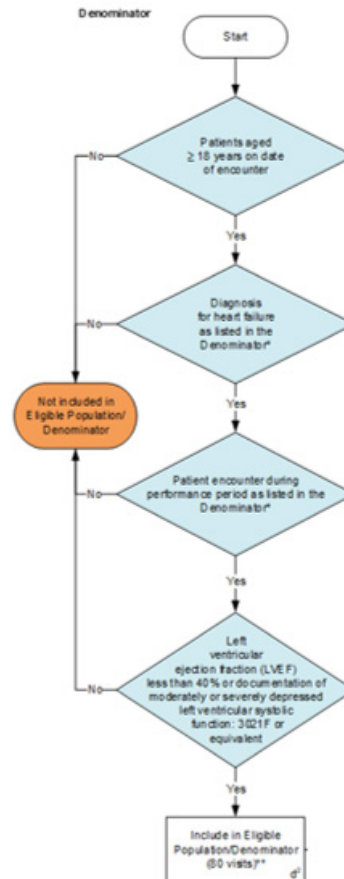 Denominator
Start
Patients aged
≥ 18 years on date
of encounter
No
Yes
Diagnosis
for heart failure
as listed in the
Denominator*
No
Yes
Not included in
Eligible Population/
Denominator
Patient encounter during
performance period as listed in the
Denominator*
No
Yes
Left
ventricular
ejection fraction (LVEF)
less than 40% or documentation of
moderately or severely depressed
left ventricular systolic
function: 3021F or
equivalent
No
Yes
Include in Eligible
Population/Denominator
(80 visits)**
d²